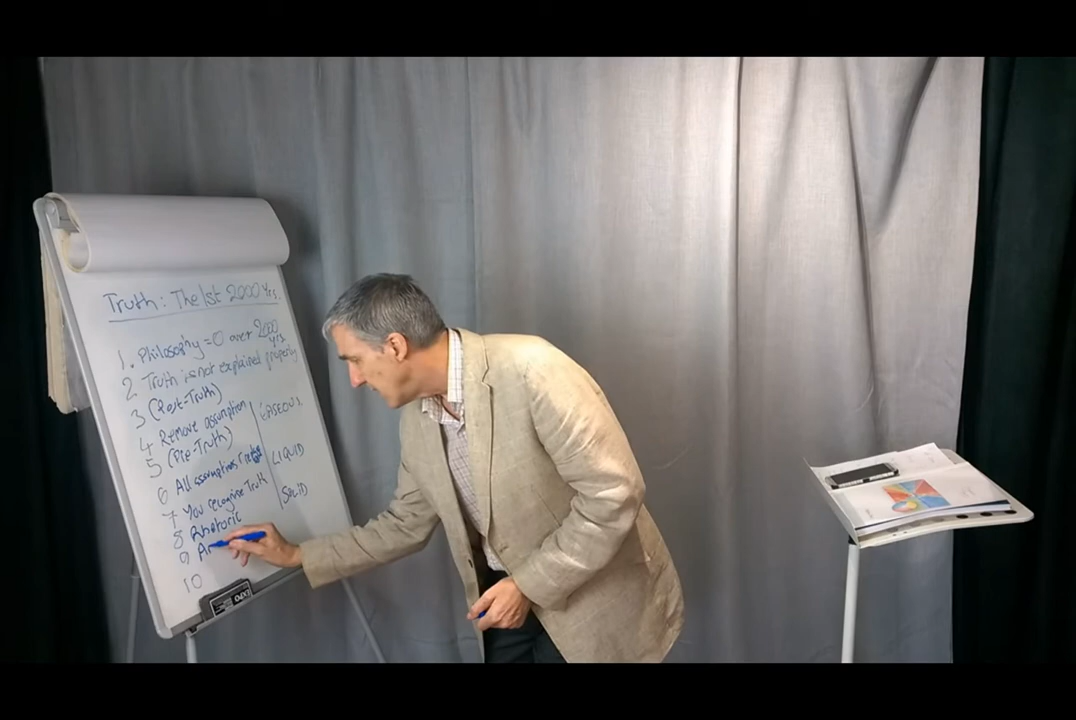 Truth: The 1st 2000 Yrs.
1. Philosophy = 0 over 2000 yrs
2 Truth is not explained properly
3 (Post-Truth)
4 Remove assumption
5 (Pre-Truth)
6 All assumptions
7 You recognise Truth
8 Rhetoric
9 Ar
10
GASEOUS
LIQUID
SOLID